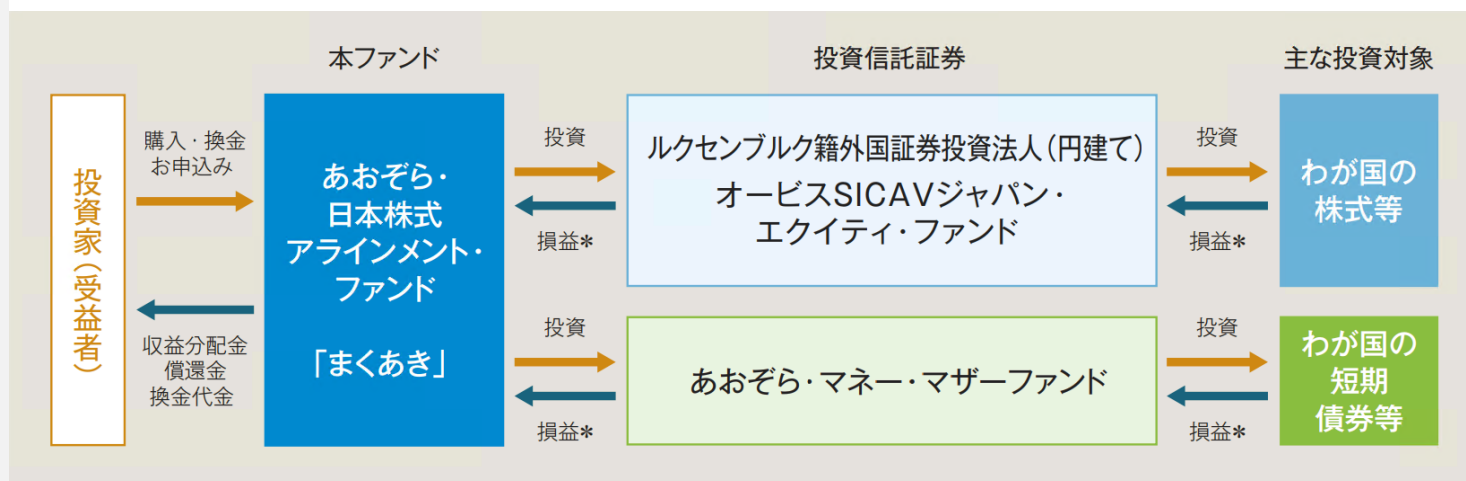 本ファンド
投資信託証券
主な投資対象
投資家（受益者）
購入・換金
お申込み
収益分配金
償還金
換金代金
あおぞら・
日本株式
アラインメント・
ファンド
「まくあき」
投資
損益*
ルクセンブルク籍外国証券投資法人（円建て）
オービスSICAVジャパン・
エクイティ・ファンド
投資
損益*
わが国の
株式等
投資
損益*
あおぞら・マネー・マザーファンド
投資
損益*
わが国の
短期
債券等